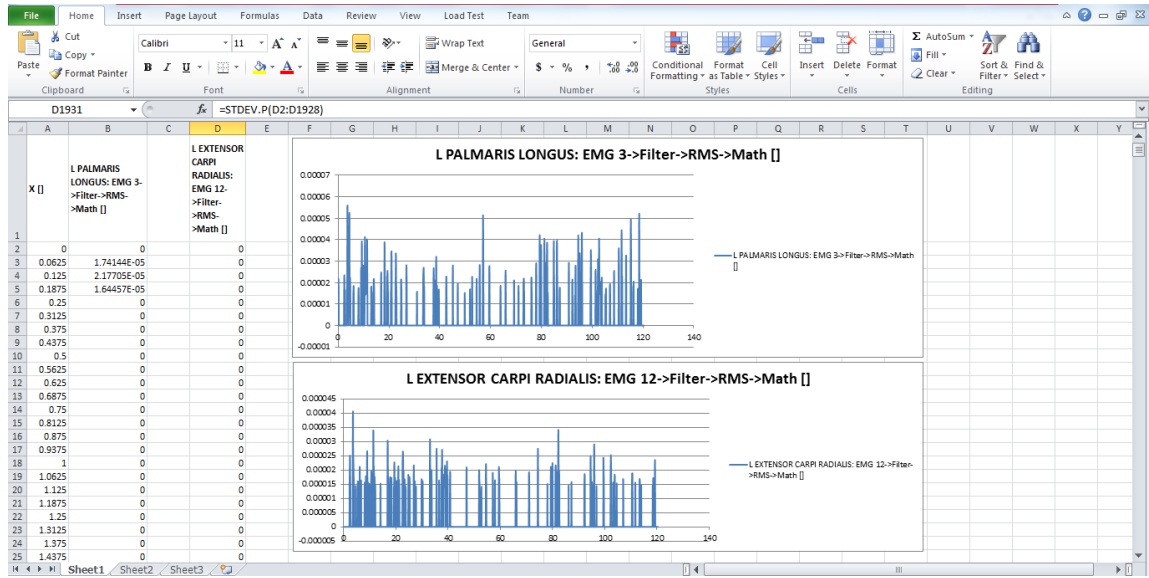 File Home Insert Page Layout Formulas Data Review View Load Test Team
Cut
Copy
Format Painter
Paste
Calibri 11 A A
B I U A
Wrap Text
Merge & Center
General
$ % , .0 .00 .00 .0
Conditional Formatting
Format as Table
Cell Styles
Insert Delete Format
Σ AutoSum
Fill
Clear
Sort & Filter
Find & Select
Clipboard Font Alignment Number Styles Cells Editing
D1931 fx =STDEV.P(D2:D1928)
A B C D E F G H I J K L M N O P Q R S T U V W X Y
1 X [] L PALMARIS LONGUS: EMG 3->Filter->RMS->Math [] L EXTENSOR CARPI RADIALIS: EMG 12->Filter->RMS->Math []
2 0 0 0
3 0.0625 1.74144E-05 0
4 0.125 2.17705E-05 0
5 0.1875 1.64457E-05 0
6 0.25 0 0
7 0.3125 0 0
8 0.375 0 0
9 0.4375 0 0
10 0.5 0 0
11 0.5625 0 0
12 0.625 0 0
13 0.6875 0 0
14 0.75 0 0
15 0.8125 0 0
16 0.875 0 0
17 0.9375 0 0
18 1 0 0
19 1.0625 0 0
20 1.125 0 0
21 1.1875 0 0
22 1.25 0 0
23 1.3125 0 0
24 1.375 0 0
25 1.4375 0 0
L PALMARIS LONGUS: EMG 3->Filter->RMS->Math []
0.00007
0.00006
0.00005
0.00004
0.00003
0.00002
0.00001
0
-0.00001
0 20 40 60 80 100 120 140
L PALMARIS LONGUS: EMG 3->Filter->RMS->Math
[]
L EXTENSOR CARPI RADIALIS: EMG 12->Filter->RMS->Math []
0.000045
0.00004
0.000035
0.00003
0.000025
0.00002
0.000015
0.00001
0.000005
0
-0.000005
0 20 40 60 80 100 120 140
L EXTENSOR CARPI RADIALIS: EMG 12->Filter-
>RMS->Math []
Sheet1 Sheet2 Sheet3